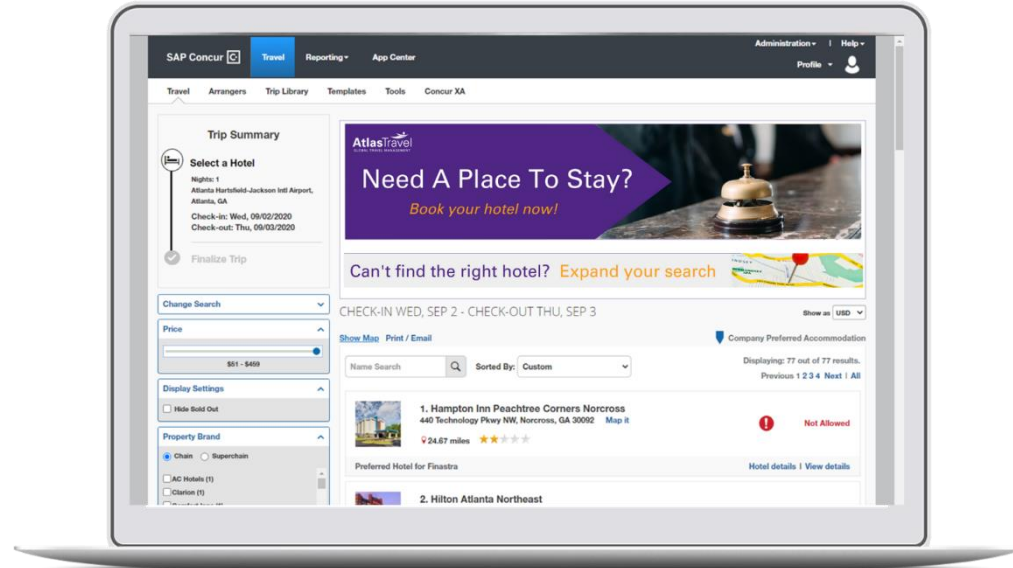 SAP Concur C
Travel
Reporting
App Center
Administration
Help
Profile
Travel
Arrangers
Trip Library
Templates
Tools
Concur XA
Trip Summary
Select a Hotel
Nights: 1
Atlanta Hartsfield-Jackson Intl Airport,
Atlanta, GA
Check-in: Wed, 09/02/2020
Check-out: Thu, 09/03/2020
Finalize Trip
Change Search
Price
$51 - $459
Display Settings
Hide Sold Out
Property Brand
Chain
Superchain
AC Hotels (1)
Clarion (1)
AtlasTravel
GLOBAL TRAVEL MANAGEMENT
Need A Place To Stay?
Book your hotel now!
Can't find the right hotel? Expand your search
CHECK-IN WED, SEP 2 - CHECK-OUT THU, SEP 3
Show as USD
Show Map Print / Email
Company Preferred Accommodation
Name Search
Sorted By: Custom
Displaying: 77 out of 77 results.
Previous 1 2 3 4 Next | All
1. Hampton Inn Peachtree Corners Norcross
440 Technology Pkwy NW, Norcross, GA 30092 Map it
24.67 miles
Not Allowed
Preferred Hotel for Finastra
Hotel details | View details
2. Hilton Atlanta Northeast